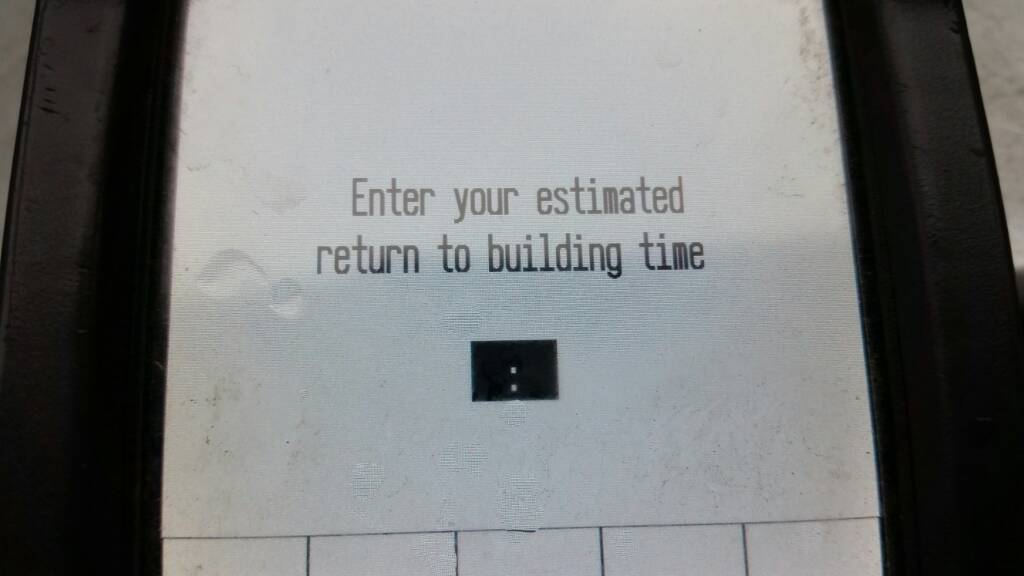 Enter your estimated
return to building time
: